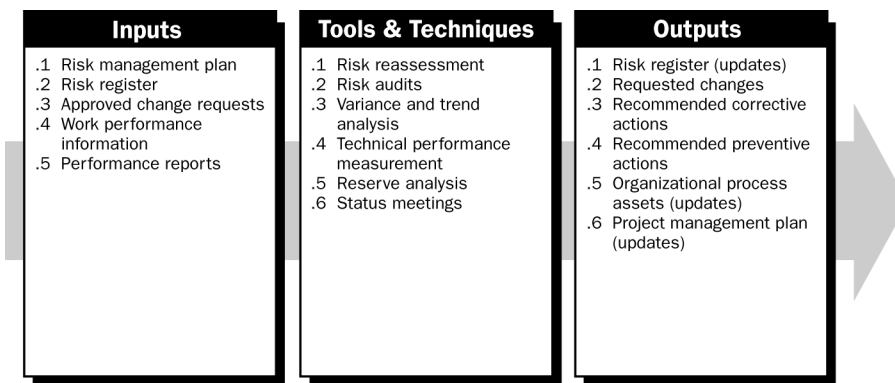 Inputs
.1 Risk management plan
.2 Risk register
.3 Approved change requests
.4 Work performance
information
.5 Performance reports
Tools & Techniques
.1 Risk reassessment
.2 Risk audits
.3 Variance and trend
analysis
.4 Technical performance
measurement
.5 Reserve analysis
.6 Status meetings
Outputs
.1 Risk register (updates)
.2 Requested changes
.3 Recommended corrective
actions
.4 Recommended preventive
actions
.5 Organizational process
assets (updates)
.6 Project management plan
(updates)